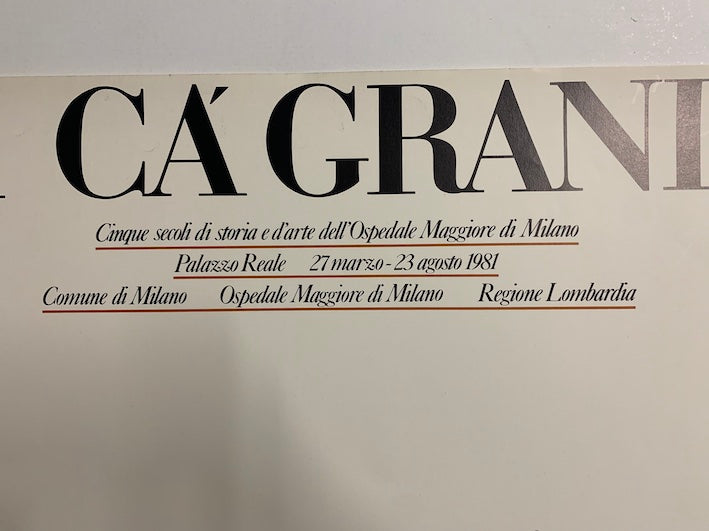 CÁ GRAN
Cinque secoli di storia e d'arte dell'Ospedale Maggiore di Milano
Palazzo Reale 27 marzo - 23 agosto 1981
Comune di Milano Ospedale Maggiore di Milano Regione Lombardia